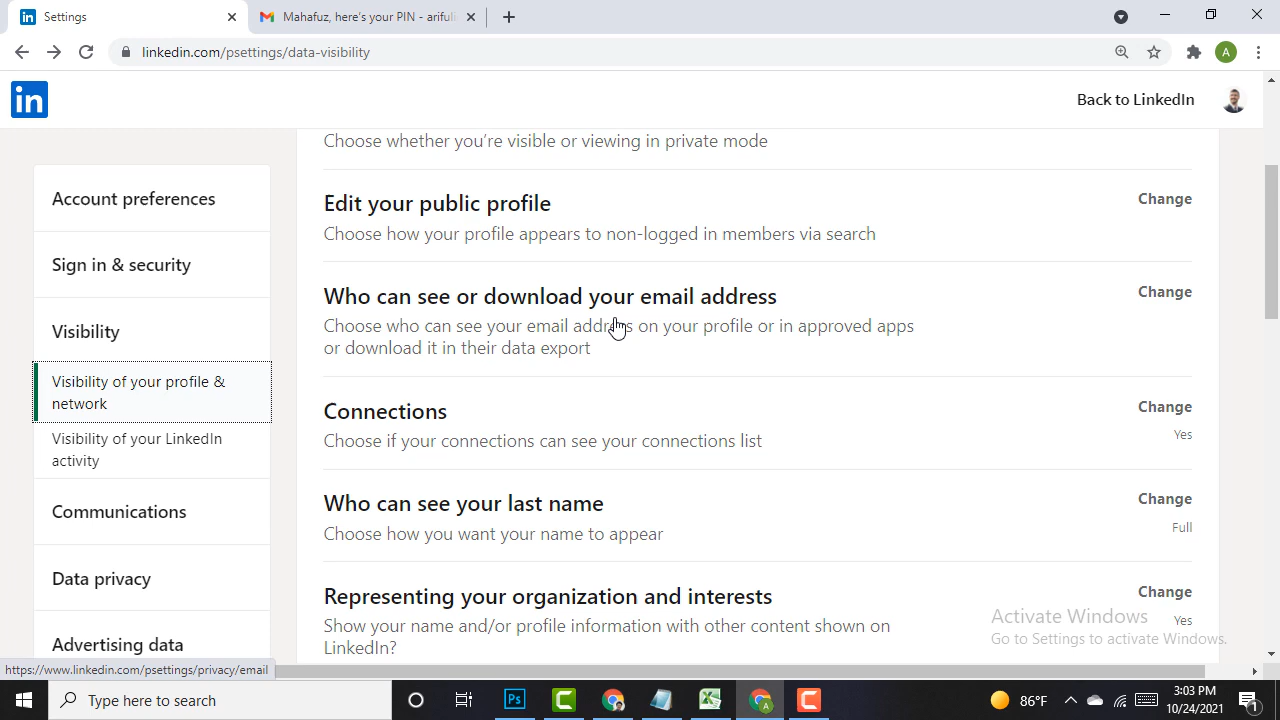 Settings
Mahafuz, here's your PIN - arifuli
linkedin.com/psettings/data-visibility
A
in
Back to LinkedIn
Choose whether you're visible or viewing in private mode
Account preferences
Sign in & security
Visibility
Visibility of your profile &
network
Visibility of your LinkedIn
activity
Communications
Data privacy
Advertising data
Edit your public profile
Change
Choose how your profile appears to non-logged in members via search
Who can see or download your email address
Change
Choose who can see your email address on your profile or in approved apps
or download it in their data export
Connections
Change
Choose if your connections can see your connections list
Yes
Who can see your last name
Change
Choose how you want your name to appear
Full
Representing your organization and interests
Change
Show your name and/or profile information with other content shown on
LinkedIn?
Yes
Activate Windows
Go to Settings to activate Windows.
https://www.linkedin.com/psettings/privacy/email
Type here to search
Ps
86°F
3:03 PM
10/24/2021
1